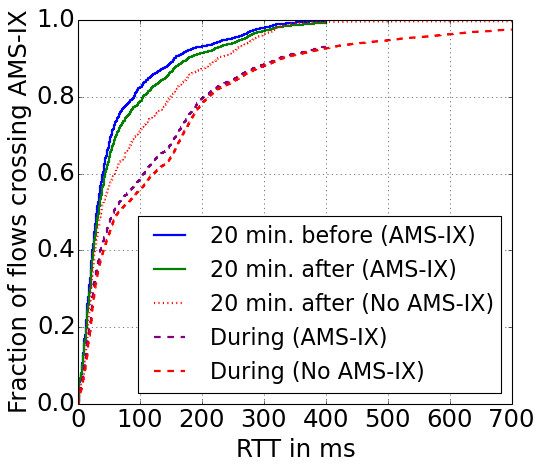 Fraction of flows crossing AMS-IX
1.0
0.8
0.6
0.4
0.2
0.0
20 min. before (AMS-IX)
20 min. after (AMS-IX)
20 min. after (No AMS-IX)
During (AMS-IX)
During (No AMS-IX)
0 100 200 300 400 500 600 700
RTT in ms